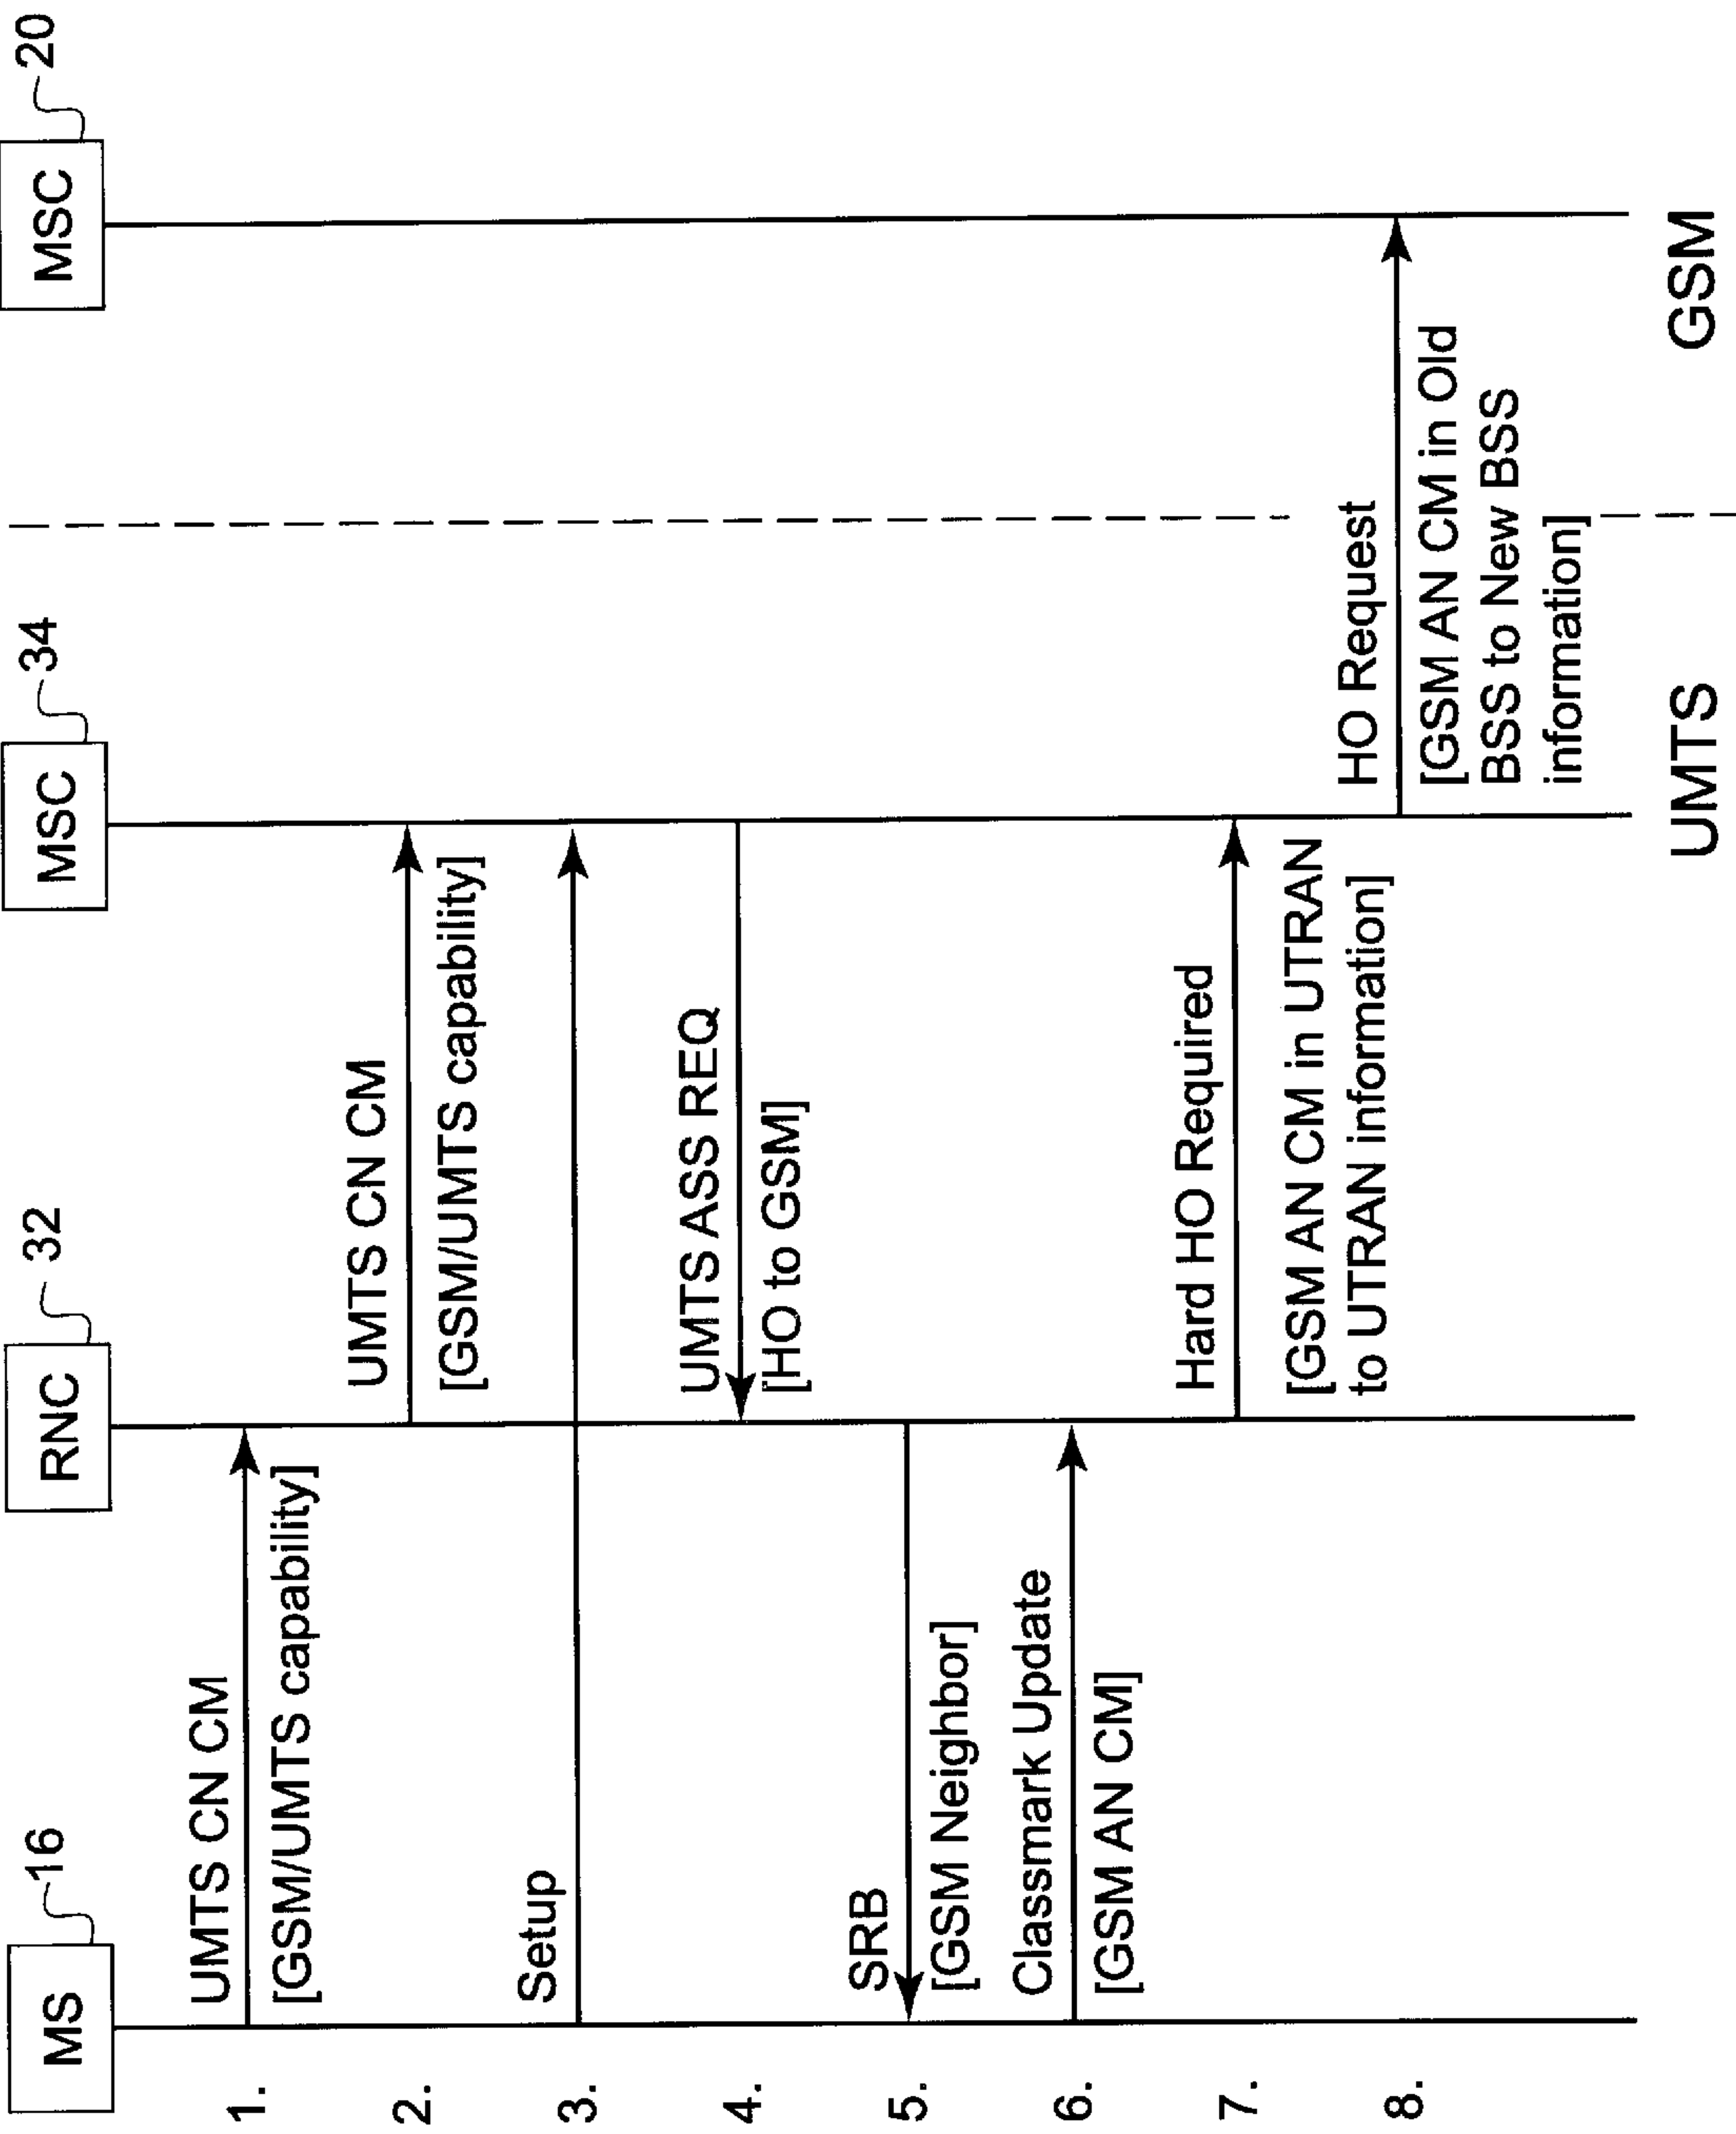 MS
16
RNC
32
MSC
34
MSC
20
1.
UMTS CN CM
[GSM/UMTS capability]
2.
UMTS CN CM
[GSM/UMTS capability]
3.
Setup
4.
UMTS ASS REQ
[HO to GSM]
5.
SRB
[GSM Neighbor]
6.
Classmark Update
[GSM AN CM]
7.
Hard HO Required
[GSM AN CM in UTRAN
to UTRAN information]
8.
HO Request
[GSM AN CM in Old
BSS to New BSS
information]
UMTS
GSM